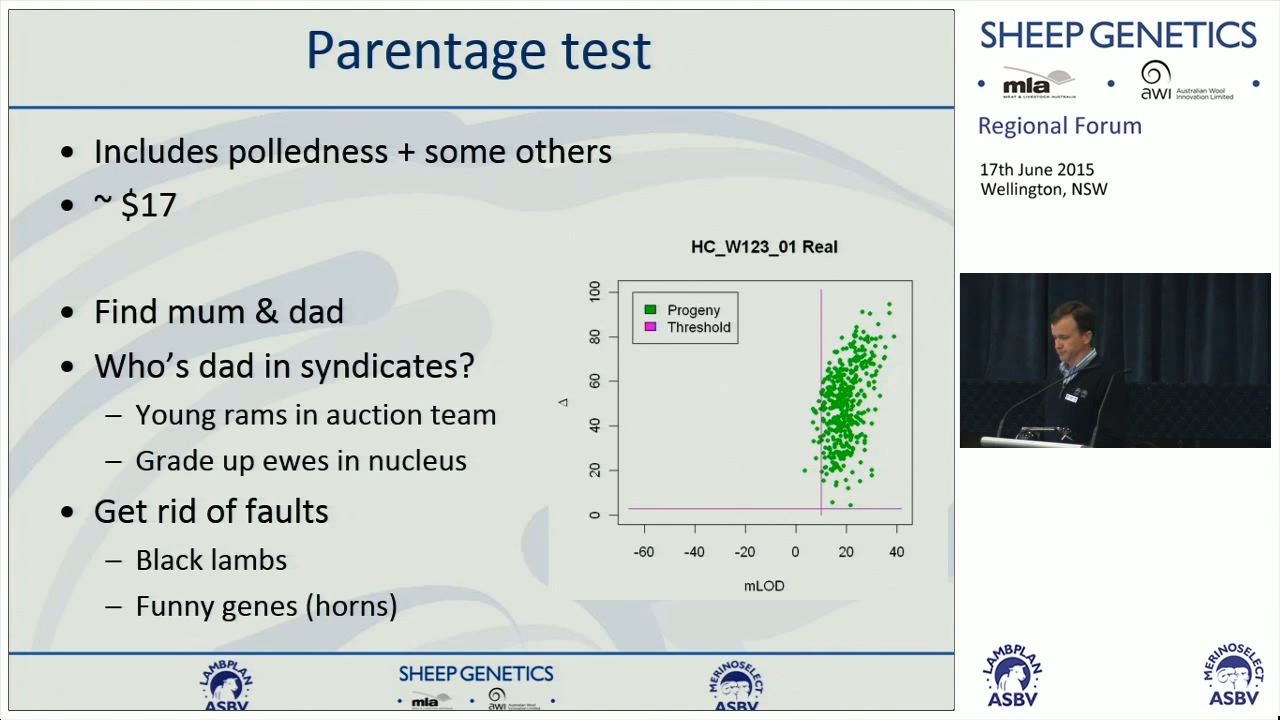 Parentage test
• Includes polledness + some others
• ~ $17
• Find mum & dad
• Who's dad in syndicates?
– Young rams in auction team
– Grade up ewes in nucleus
• Get rid of faults
– Black lambs
– Funny genes (horns)
HC_W123_01 Real
Progeny
Threshold
100
80
60
40
20
0
Δ
-60 -40 -20 0 20 40
mLOD
LAMBPLAN
ASBV
SHEEP GENETICS
mla
awi
MERINOSELECT
ASBV
SHEEP GENETICS
mla
MEAT & LIVESTOCK AUSTRALIA
awi
Australian Wool
Innovation Limited
Regional Forum
17th June 2015
Wellington, NSW
LAMBPLAN
ASBV
MERINOSELECT
ASBV